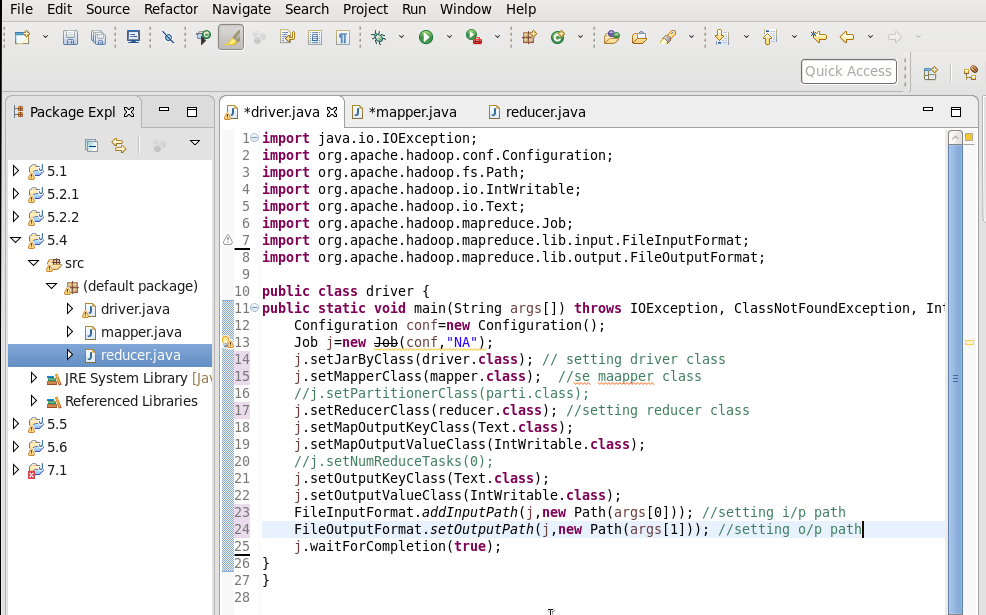 File Edit Source Refactor Navigate Search Project Run Window Help
Quick Access
Package Expl
*driver.java *mapper.java reducer.java
5.1
5.2.1
5.2.2
5.4
src
(default package)
driver.java
mapper.java
reducer.java
JRE System Library [Jav
Referenced Libraries
5.5
5.6
7.1
1 import java.io.IOException;
2 import org.apache.hadoop.conf.Configuration;
3 import org.apache.hadoop.fs.Path;
4 import org.apache.hadoop.io.IntWritable;
5 import org.apache.hadoop.io.Text;
6 import org.apache.hadoop.mapreduce.Job;
7 import org.apache.hadoop.mapreduce.lib.input.FileInputFormat;
8 import org.apache.hadoop.mapreduce.lib.output.FileOutputFormat;
9
10 public class driver {
11 public static void main(String args[]) throws IOException, ClassNotFoundException, Int
12 Configuration conf=new Configuration();
13 Job j=new Job(conf,"NA");
14 j.setJarByClass(driver.class); // setting driver class
15 j.setMapperClass(mapper.class); //se maapper class
16 //j.setPartitionerClass(parti.class);
17 j.setReducerClass(reducer.class); //setting reducer class
18 j.setMapOutputKeyClass(Text.class);
19 j.setMapOutputValueClass(IntWritable.class);
20 //j.setNumReduceTasks(0);
21 j.setOutputKeyClass(Text.class);
22 j.setOutputValueClass(IntWritable.class);
23 FileInputFormat.addInputPath(j,new Path(args[0])); //setting i/p path
24 FileOutputFormat.setOutputPath(j,new Path(args[1])); //setting o/p path
25 j.waitForCompletion(true);
26 }
27 }
28